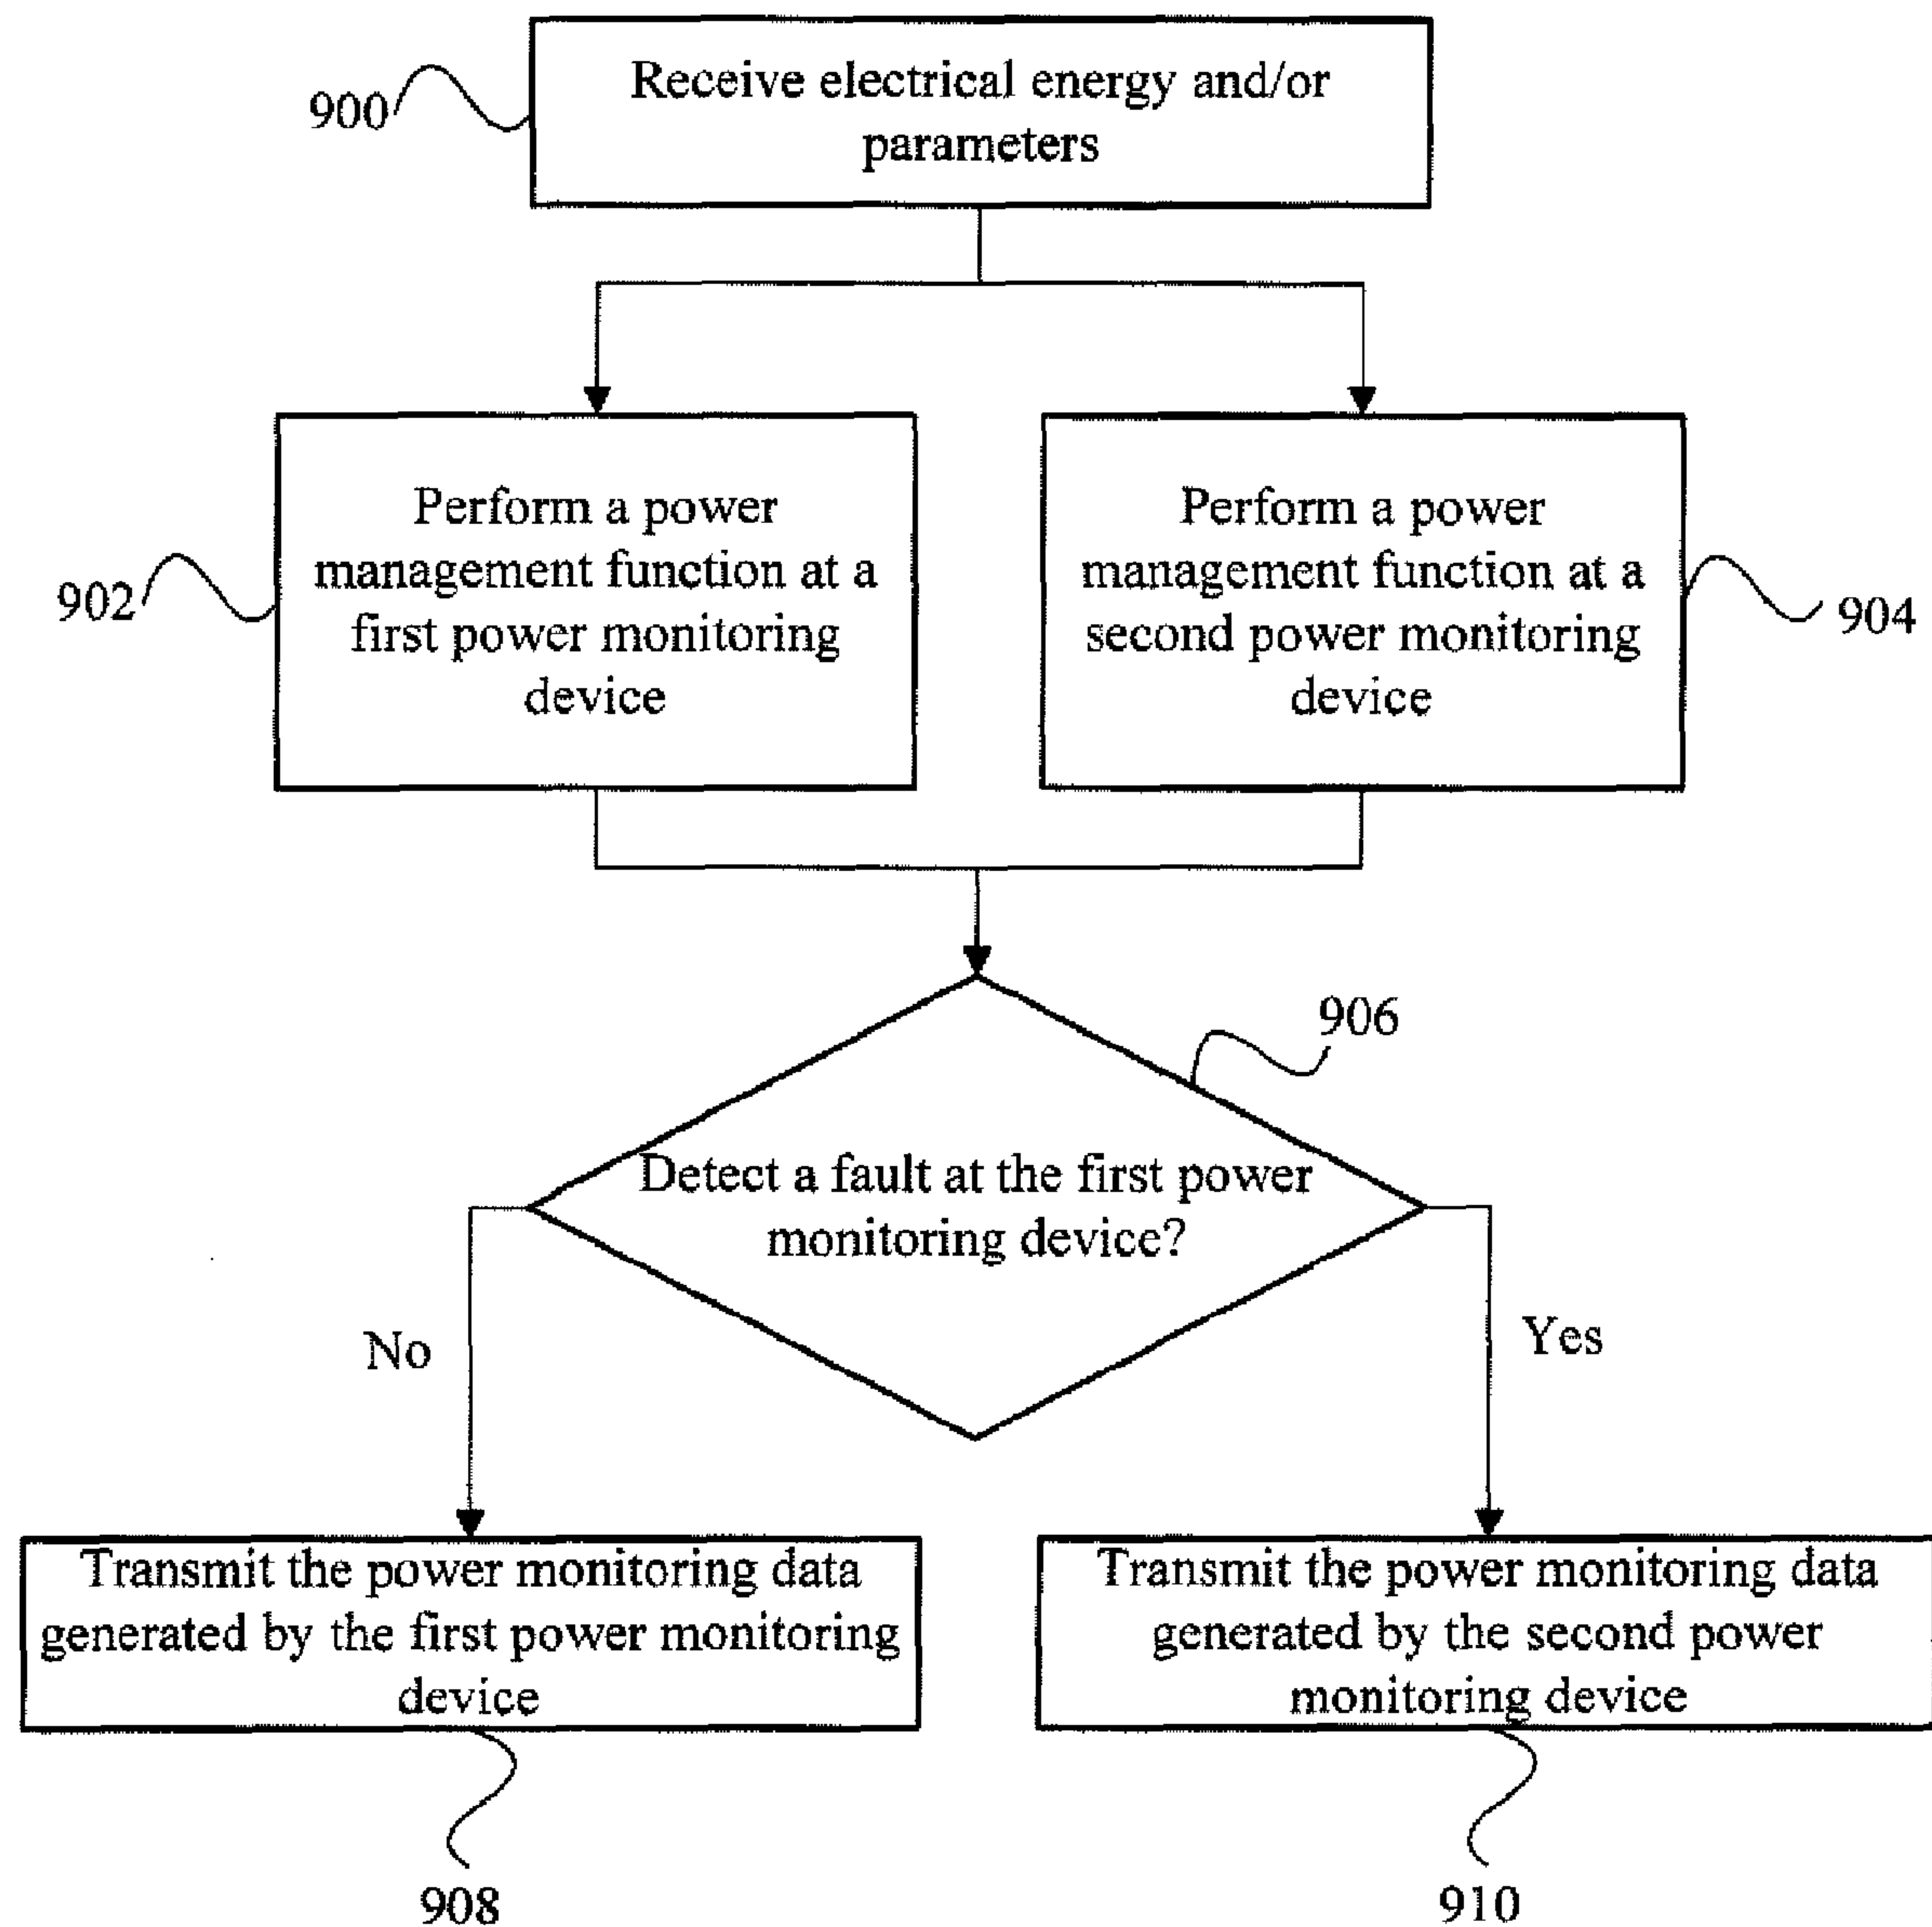 Receive electrical energy and/or
parameters
900
Perform a power
management function at a
first power monitoring
device
902
Perform a power
management function at a
second power monitoring
device
904
906
Detect a fault at the first power
monitoring device?
No
Yes
Transmit the power monitoring data
generated by the first power monitoring
device
Transmit the power monitoring data
generated by the second power
monitoring device
908
910